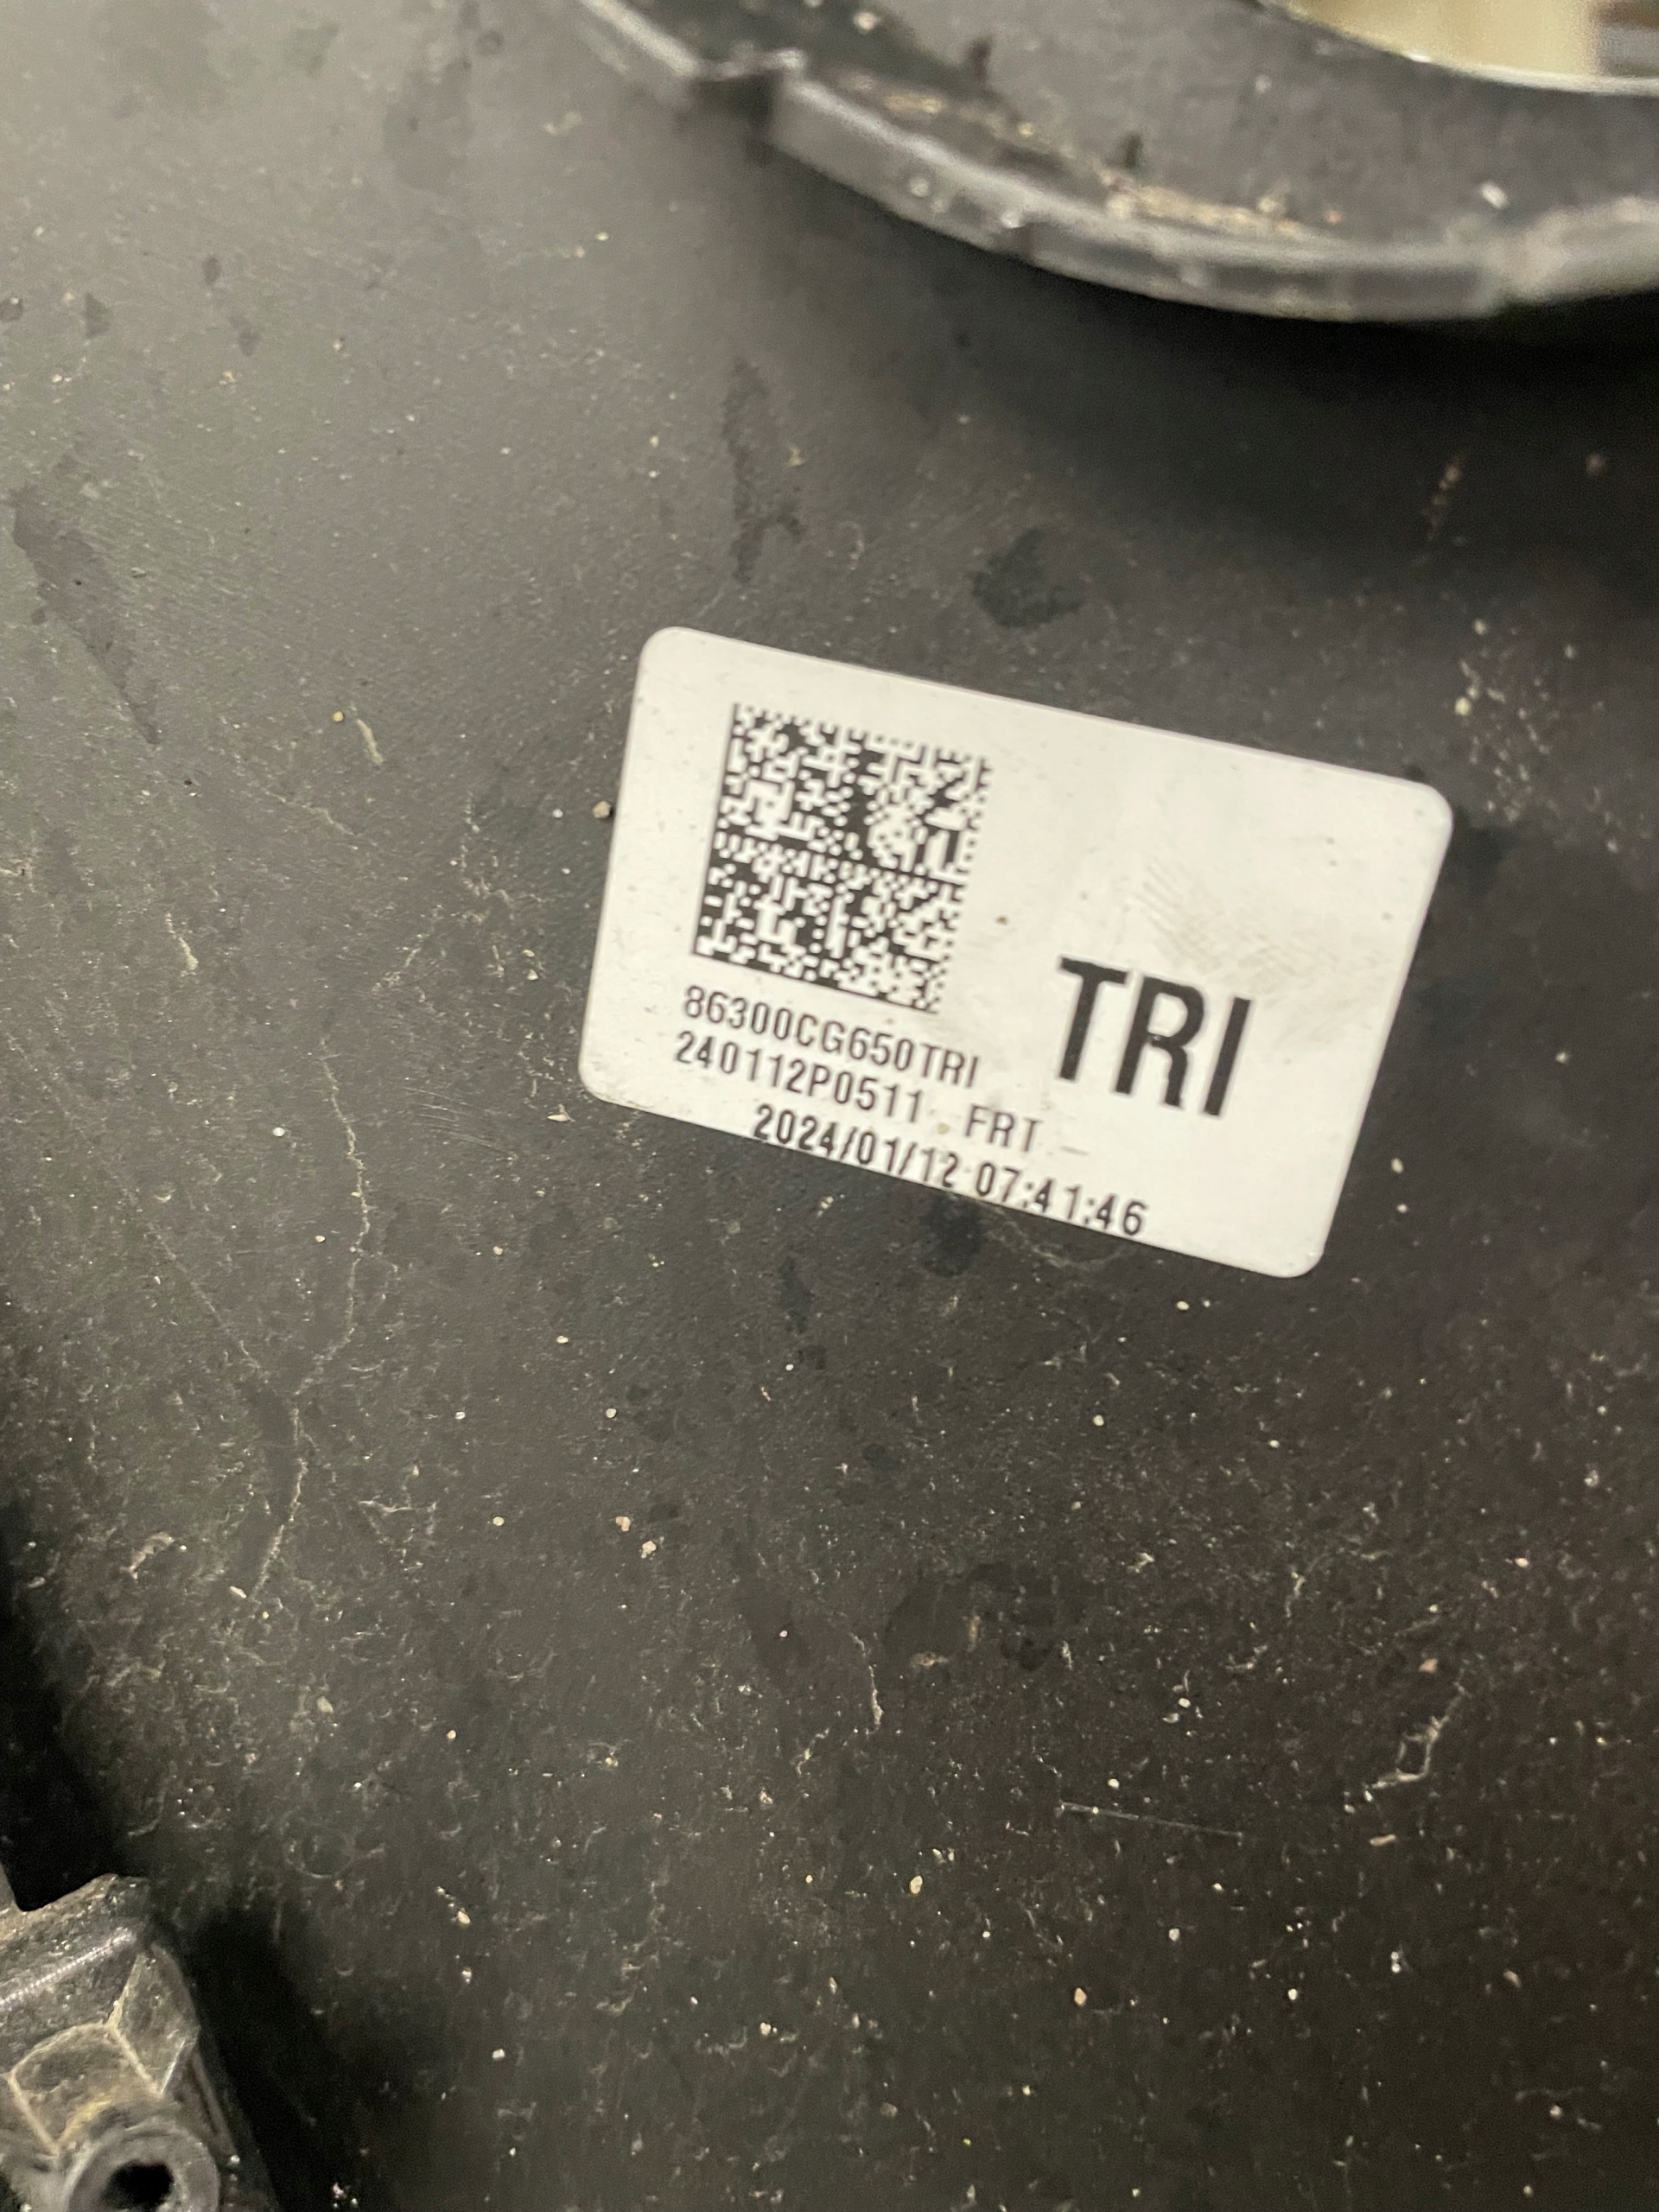 TRI
86300CG650TRI
240112P0511 FRT –
2024/01/12 07:41:46